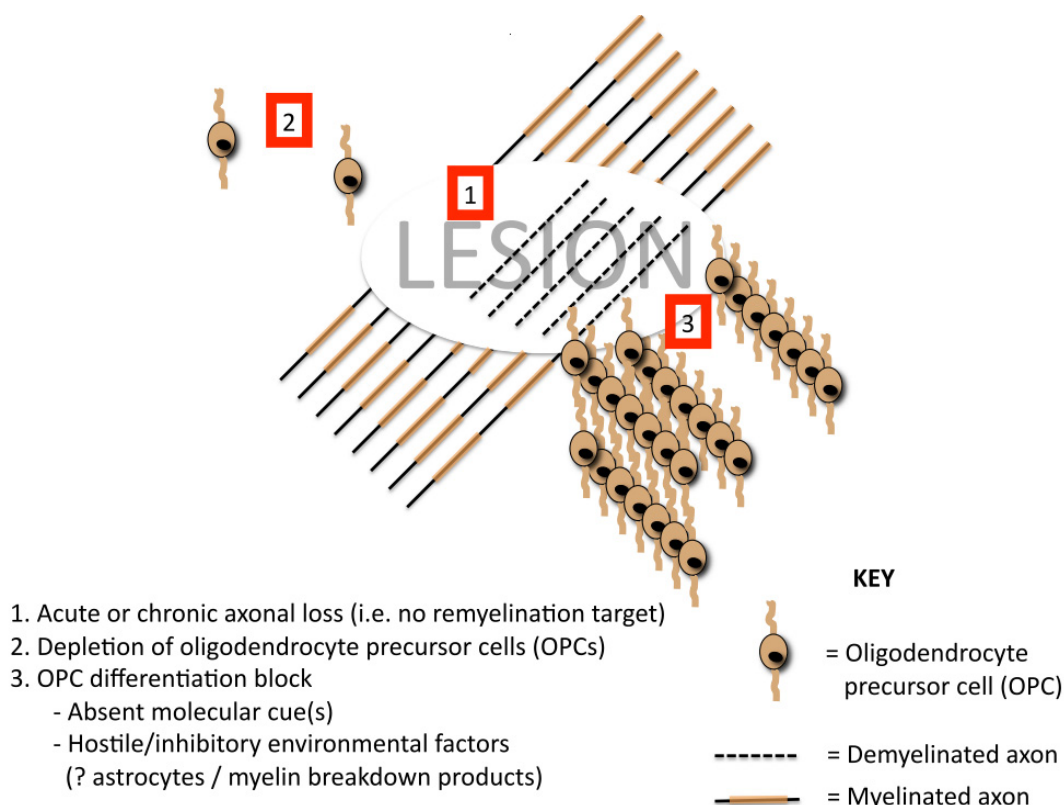 2
1
LESION
3
1. Acute or chronic axonal loss (i.e. no remyelination target)
2. Depletion of oligodendrocyte precursor cells (OPCs)
3. OPC differentiation block
- Absent molecular cue(s)
- Hostile/inhibitory environmental factors
(? astrocytes / myelin breakdown products)
KEY
= Oligodendrocyte
precursor cell (OPC)
= Demyelinated axon
= Myelinated axon